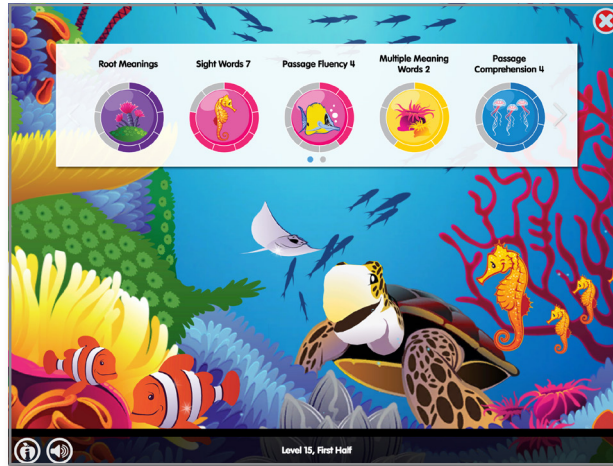 Root Meanings
Sight Words 7
Passage Fluency 4
Multiple Meaning
Words 2
Passage
Comprehension 4
Level 15, First Half